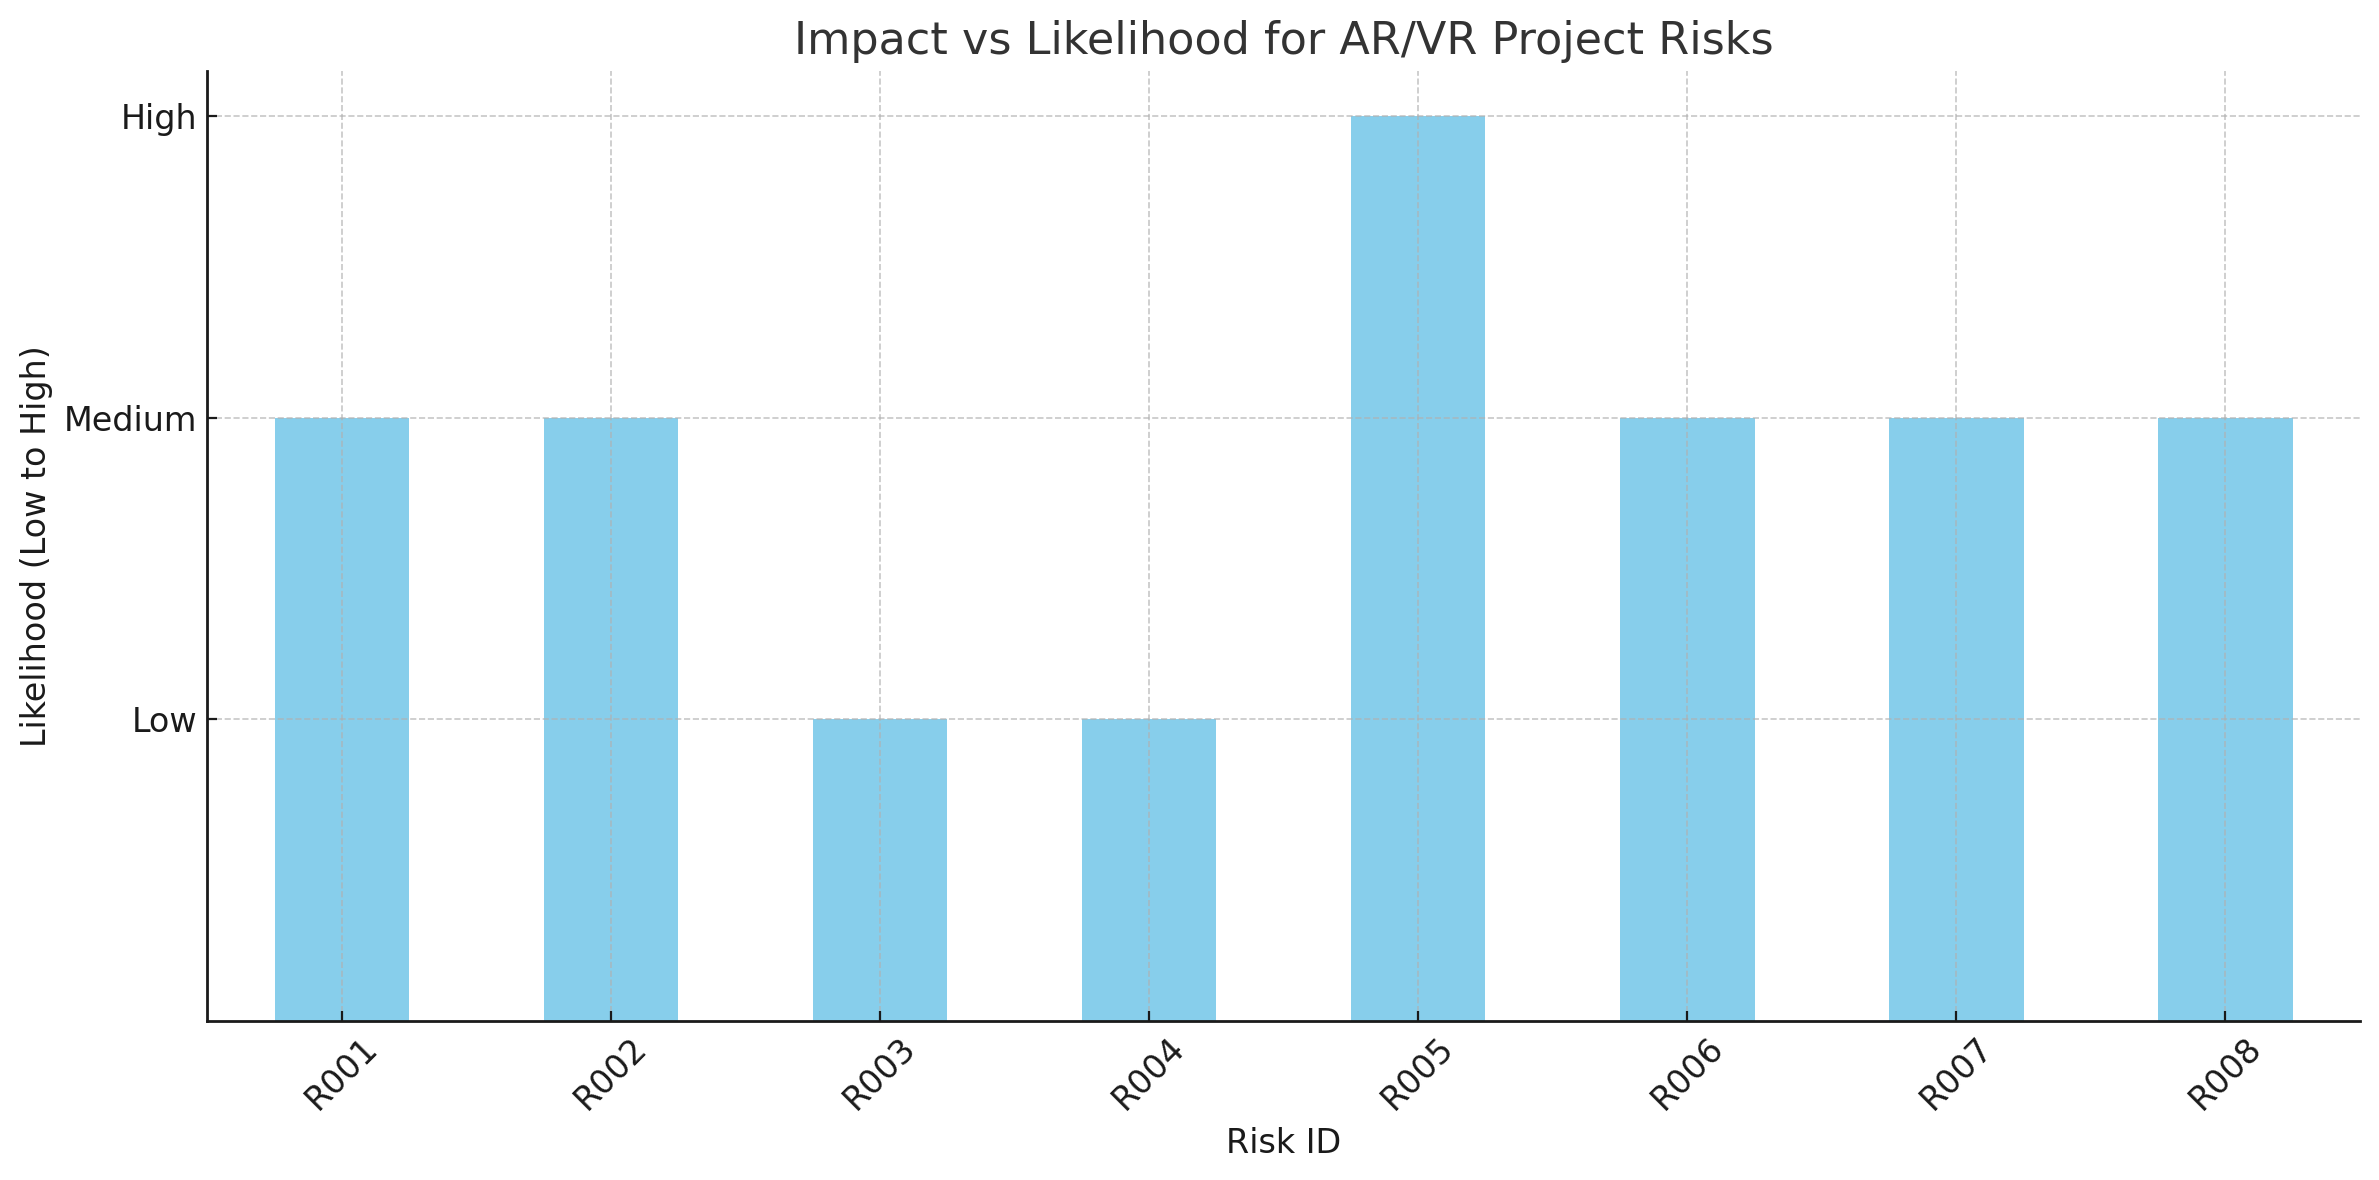 Impact vs Likelihood for AR/VR Project Risks
Likelihood (Low to High)
High
Medium
Low
R001
R002
R003
R004
R005
R006
R007
R008
Risk ID